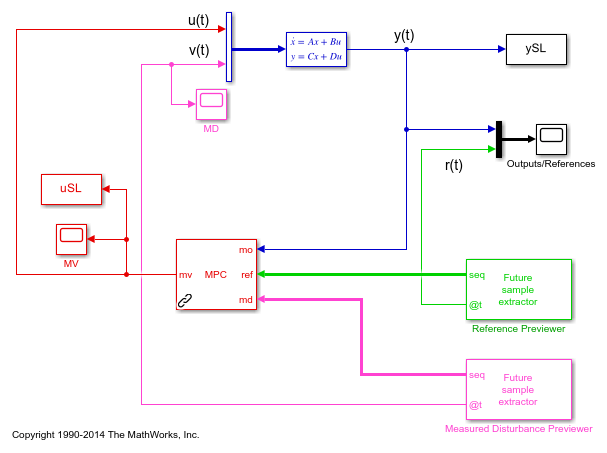 u(t)
v(t)
ẋ = Ax + Bu
y = Cx + Du
y(t)
ySL
MD
r(t)
Outputs/References
uSL
MV
mv
MPC
mo
ref
md
seq
@t
Future
sample
extractor
Reference Previewer
seq
@t
Future
sample
extractor
Measured Disturbance Previewer
Copyright 1990-2014 The MathWorks, Inc.